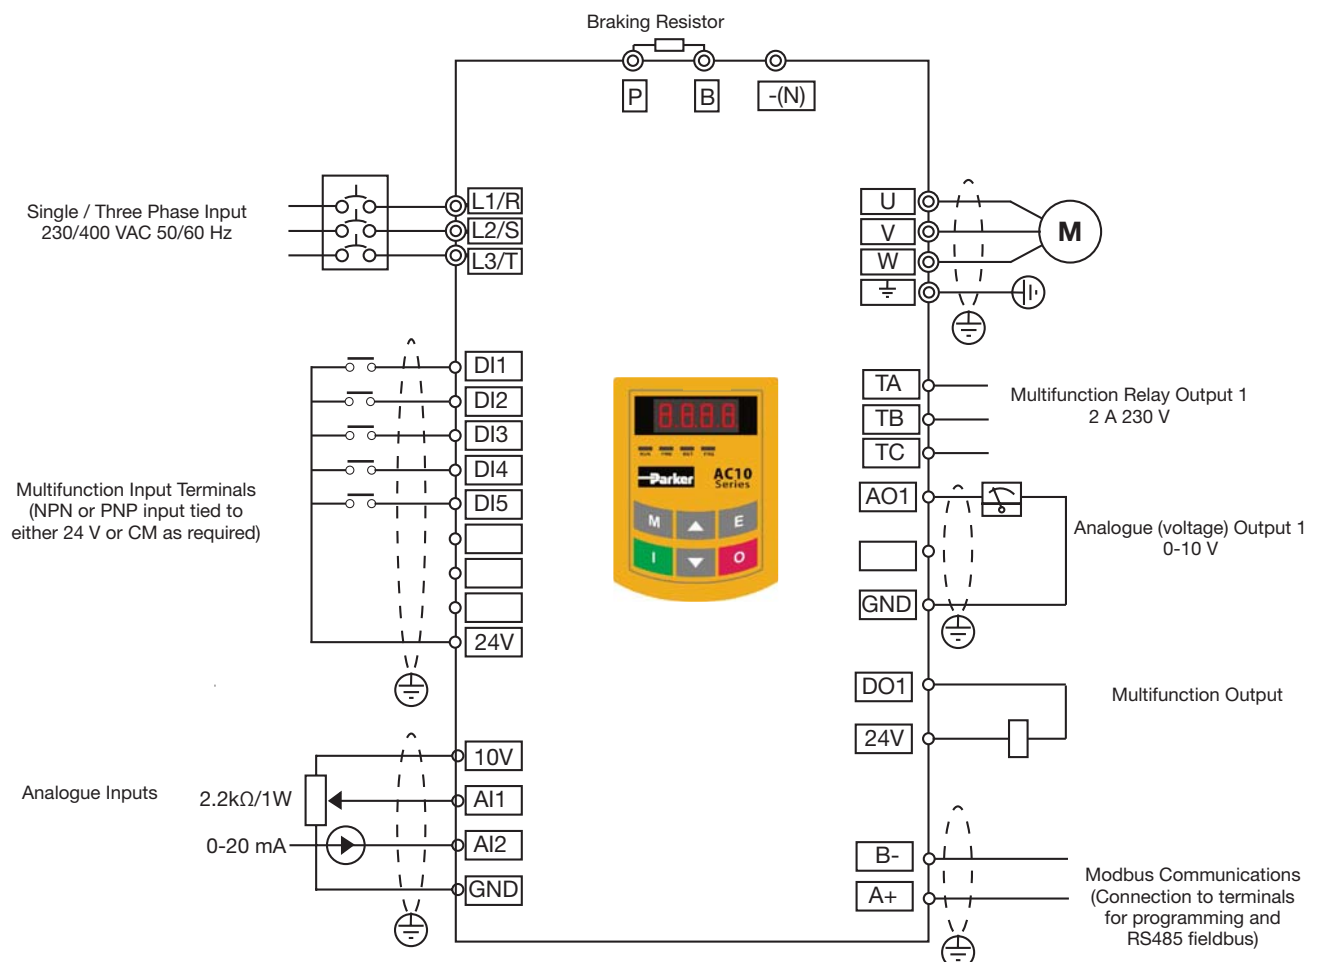 Braking Resistor
P
B
-(N)
Single / Three Phase Input
230/400 VAC 50/60 Hz
L1/R
L2/S
L3/T
U
V
W
M
Multifunction Input Terminals
(NPN or PNP input tied to
either 24 V or CM as required)
DI1
DI2
DI3
DI4
DI5
24V
8.8.8.8
Parker
AC10
Series
M
E
I
O
TA
TB
TC
Multifunction Relay Output 1
2 A 230 V
AO1
GND
Analogue (voltage) Output 1
0-10 V
DO1
24V
Multifunction Output
Analogue Inputs
2.2kΩ/1W
0-20 mA
10V
AI1
AI2
GND
B-
A+
Modbus Communications
(Connection to terminals
for programming and
RS485 fieldbus)